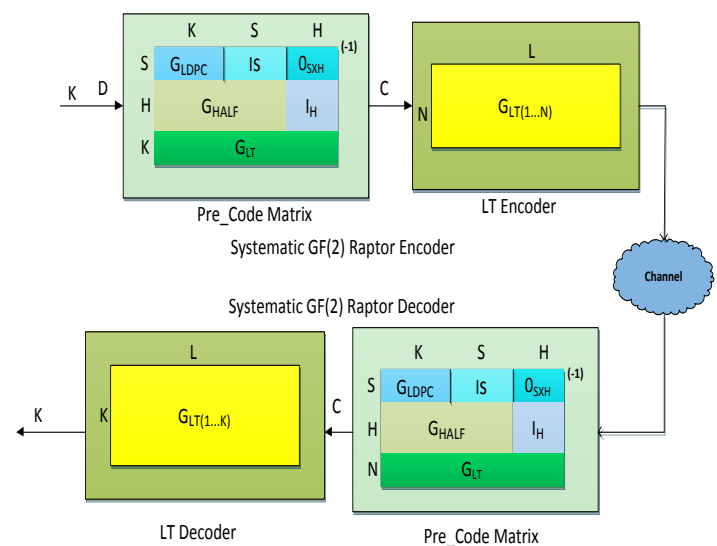 K S H
(-1)
S G_LDPC IS 0_SXH
K D
H G_HALF I_H
K G_LT
Pre_Code Matrix
C
L
N G_LT(1...N)
LT Encoder
Systematic GF(2) Raptor Encoder
Channel
Systematic GF(2) Raptor Decoder
L
K K G_LT(1...K)
LT Decoder
C
K S H
(-1)
S G_LDPC IS 0_SXH
H G_HALF I_H
N G_LT
Pre_Code Matrix